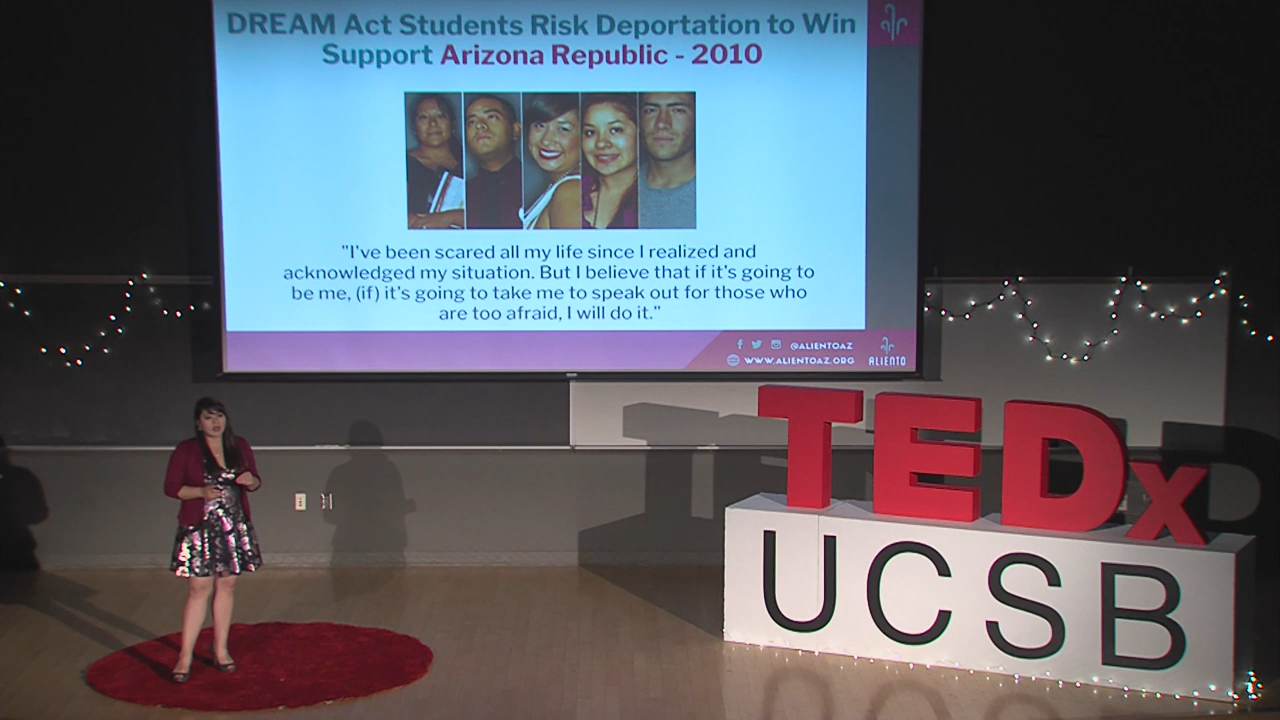 DREAM Act Students Risk Deportation to Win
Support Arizona Republic - 2010
"I've been scared all my life since I realized and
acknowledged my situation. But I believe that if it's going to
be me, (if) it's going to take me to speak out for those who
are too afraid, I will do it."
@ALIENTOAZ
WWW.ALIENTOAZ.ORG
ALIENTO
TEDx
UCSB